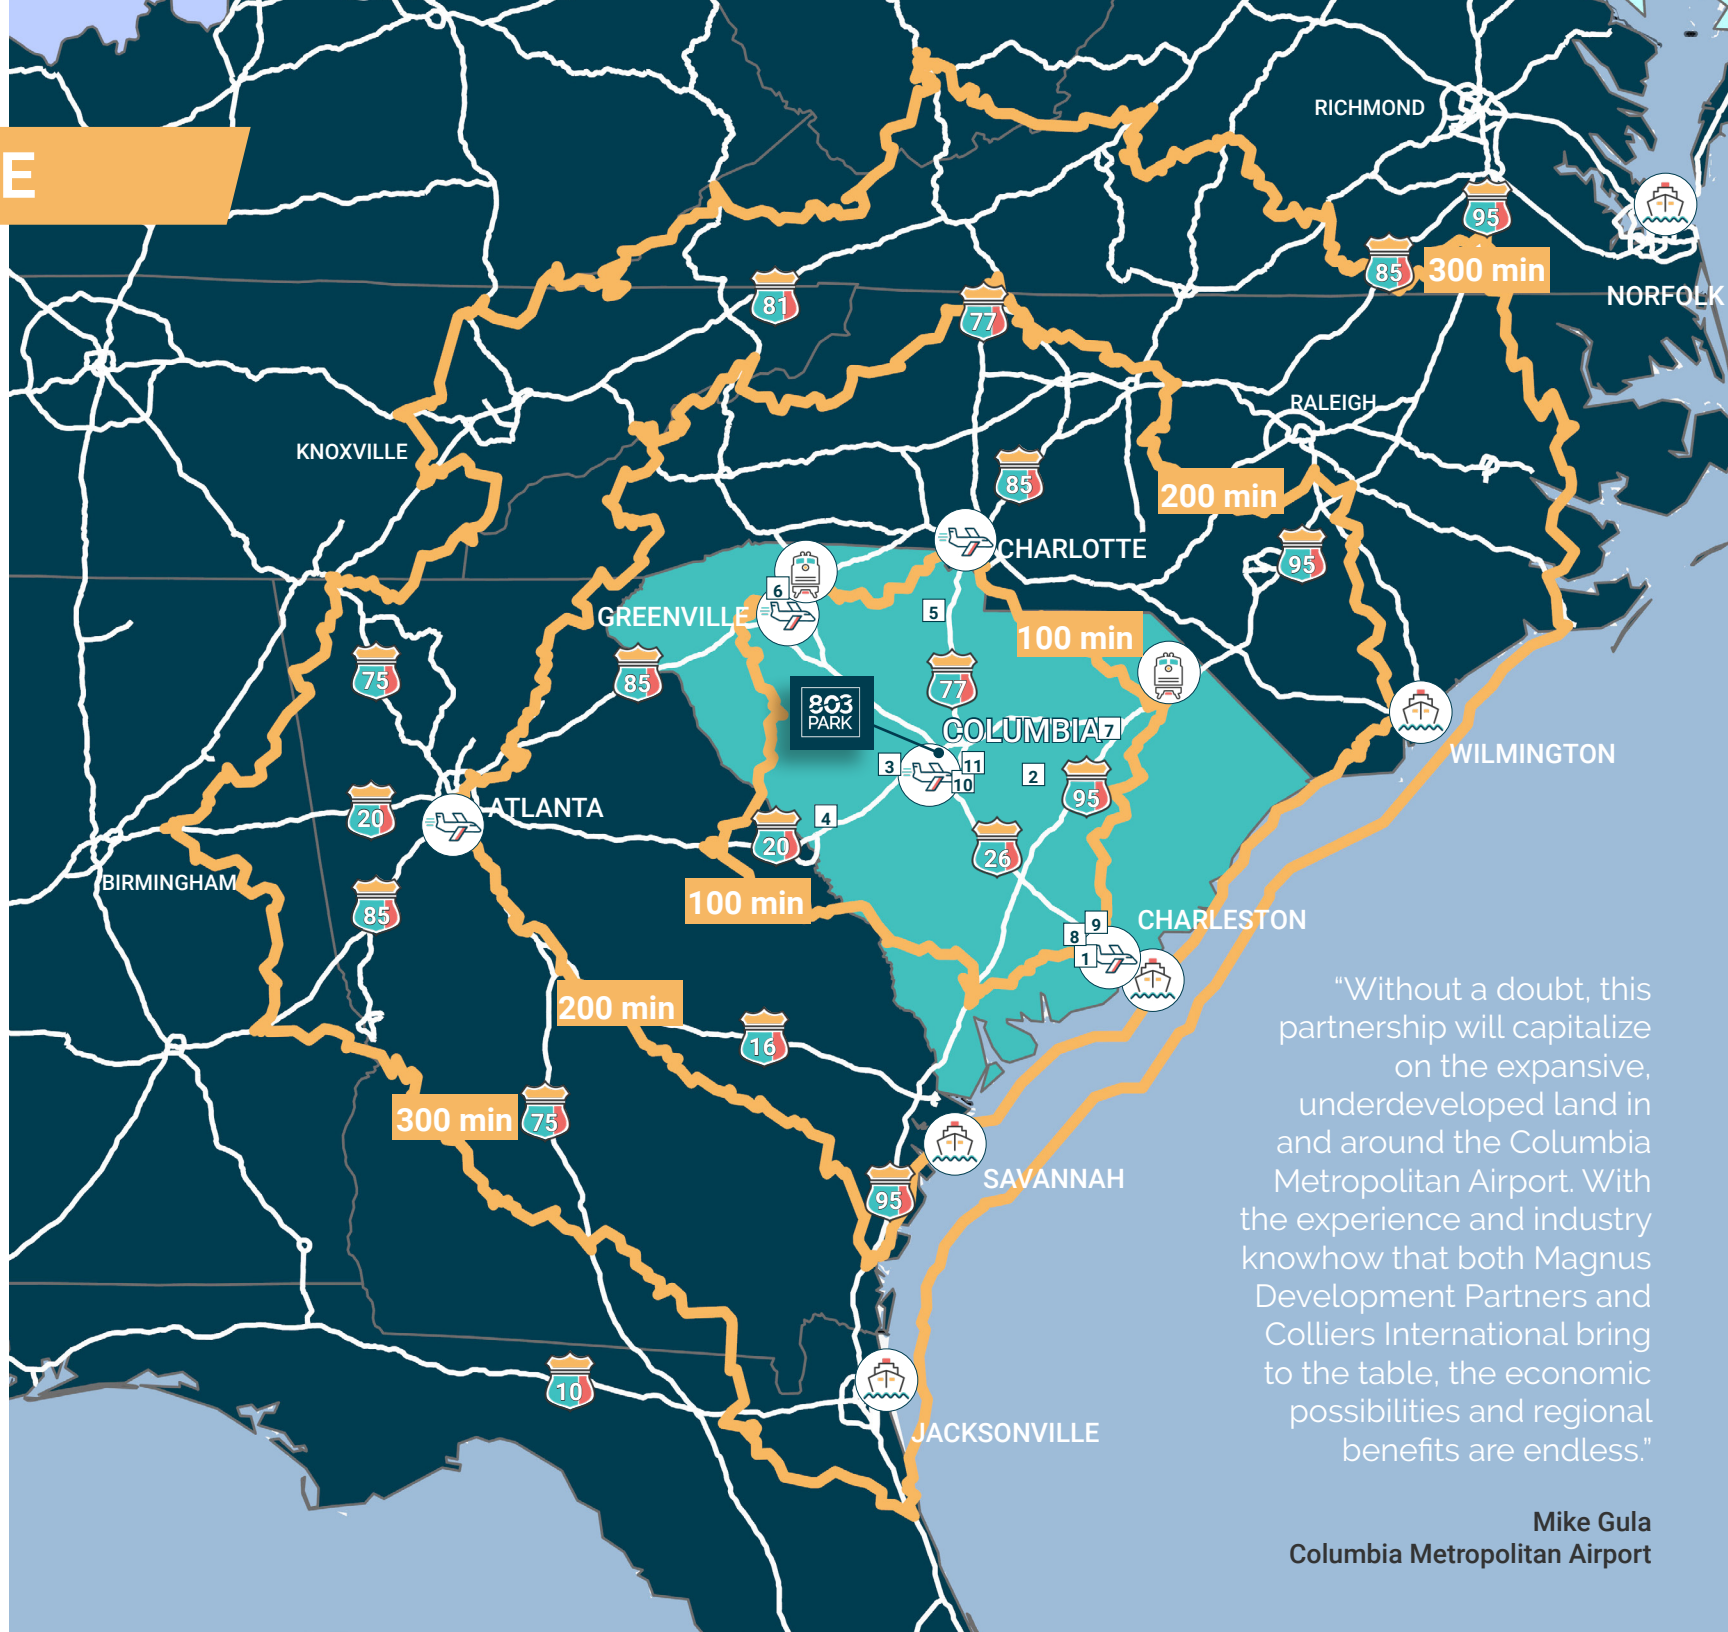 E
RICHMOND
95
85
300 min
NORFOLK
81
77
RALEIGH
KNOXVILLE
85
200 min
95
CHARLOTTE
6
GREENVILLE
5
100 min
75
85
77
803
PARK
COLUMBIA
7
WILMINGTON
3
11
10
2
95
20
ATLANTA
4
20
26
BIRMINGHAM
85
100 min
CHARLESTON
9
8
1
200 min
16
300 min
75
SAVANNAH
95
10
JACKSONVILLE
“Without a doubt, this
partnership will capitalize
on the expansive,
underdeveloped land in
and around the Columbia
Metropolitan Airport. With
the experience and industry
knowhow that both Magnus
Development Partners and
Colliers International bring
to the table, the economic
possibilities and regional
benefits are endless.”
Mike Gula
Columbia Metropolitan Airport